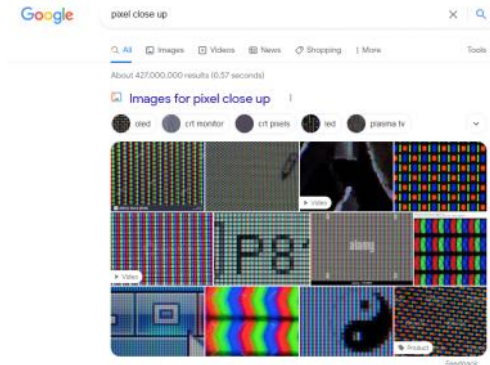 Google
pixel close up
All Images Videos News Shopping More Tools
About 427,000,000 results (0.57 seconds)
Images for pixel close up
oled crt monitor crt pixels led plasma tv
Video
alamy
]P8
Video
Product
Feedback